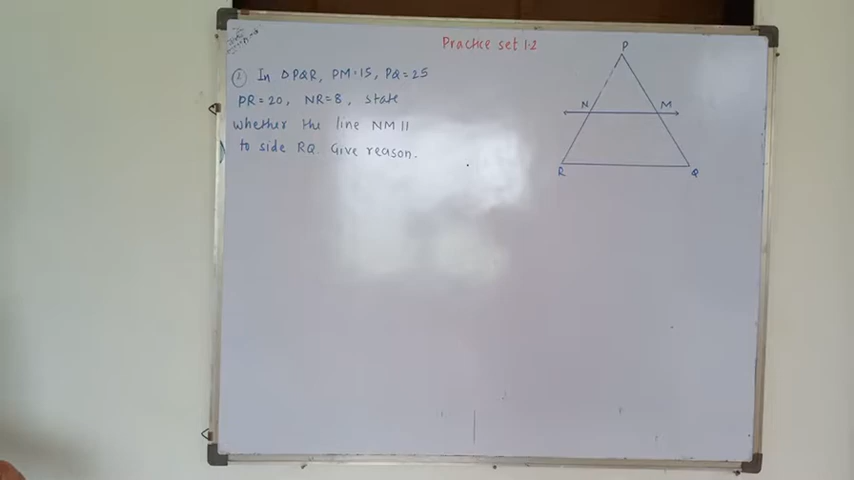 Practice set 1.2
② In △PQR, PM=15, PQ=25
PR=20, NR=8, state
whether the line NM ||
to side RQ. Give reason.
P
N M
R Q